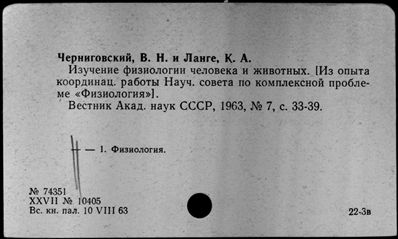 Черниговский, В. Н. и Ланге, К. А.
Изучение физиологии человека и животных. [Из опыта
координац. работы Науч. совета по комплексной пробле-
ме «Физиология»].
Вестник Акад. наук СССР, 1963, № 7, с. 33-39.
— 1. Физиология.
№ 74351
XXVII № 10405
Вс. кн. пал. 10 VIII 63
22-3в